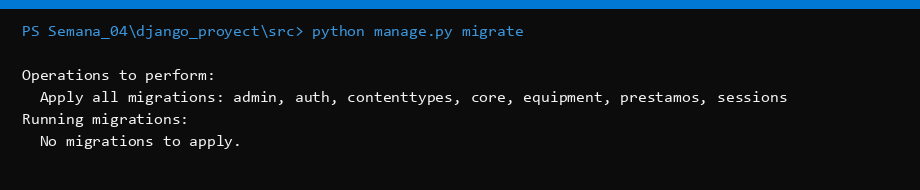 PS Semana_04\django_proyect\src> python manage.py migrate
Operations to perform:
  Apply all migrations: admin, auth, contenttypes, core, equipment, prestamos, sessions
Running migrations:
  No migrations to apply.